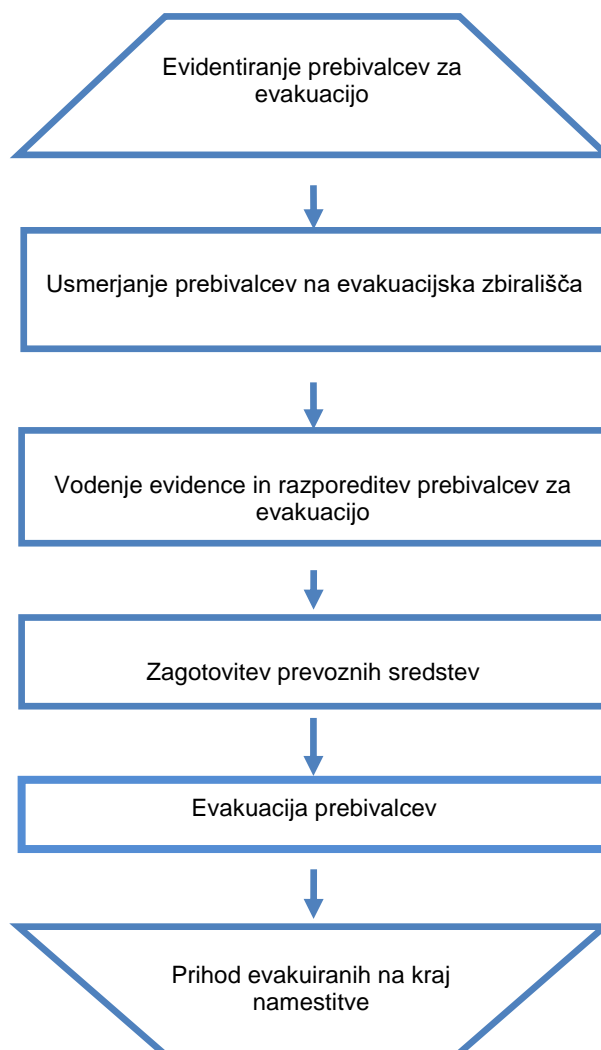 Evidentiranje prebivalcev za
evakuacijo
Usmerjanje prebivalcev na evakuacijska zbirališča
Vodenje evidence in razporeditev prebivalcev za
evakuacijo
Zagotovitev prevoznih sredstev
Evakuacija prebivalcev
Prihod evakuiranih na kraj
namestitve